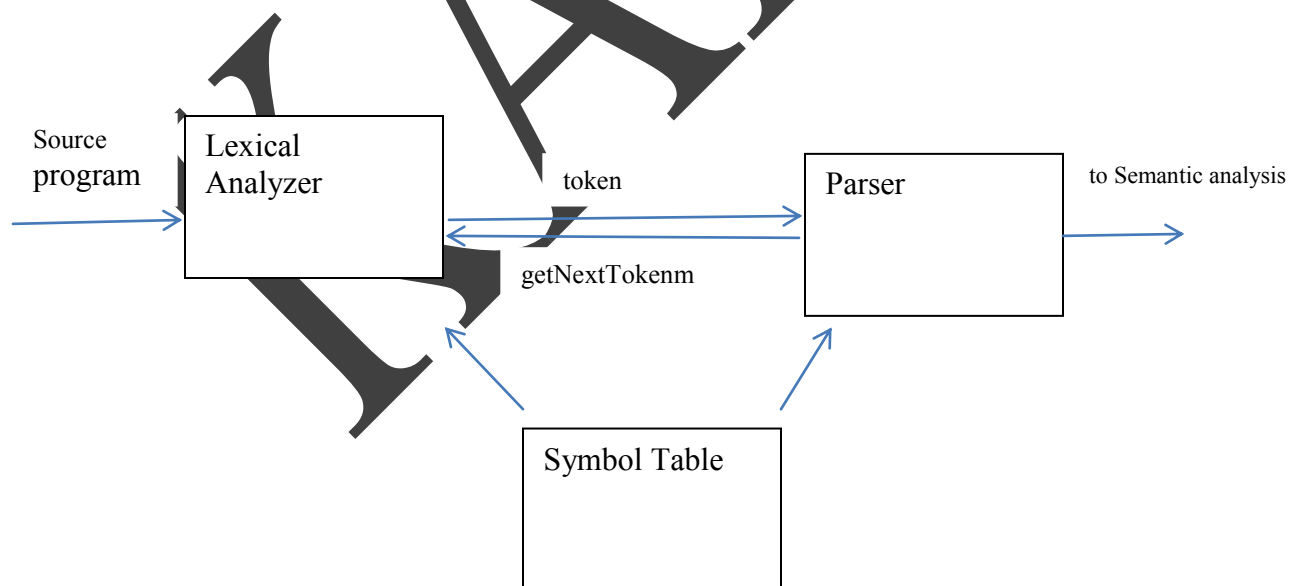 Source
program
Lexical
Analyzer
token
getNextTokenm
Parser
to Semantic analysis
Symbol Table